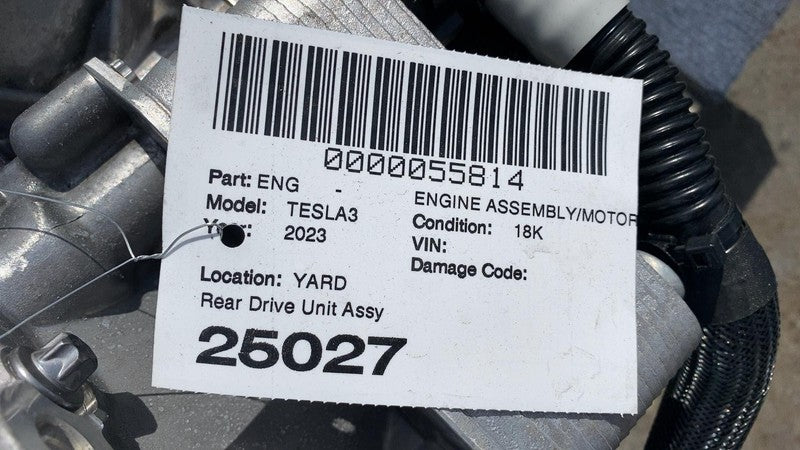 0000055814
Part: ENG - ENGINE ASSEMBLY/MOTOR
Model: TESLA3 Condition: 18K
Year: 2023 VIN:
Damage Code:
Location: YARD
Rear Drive Unit Assy
25027